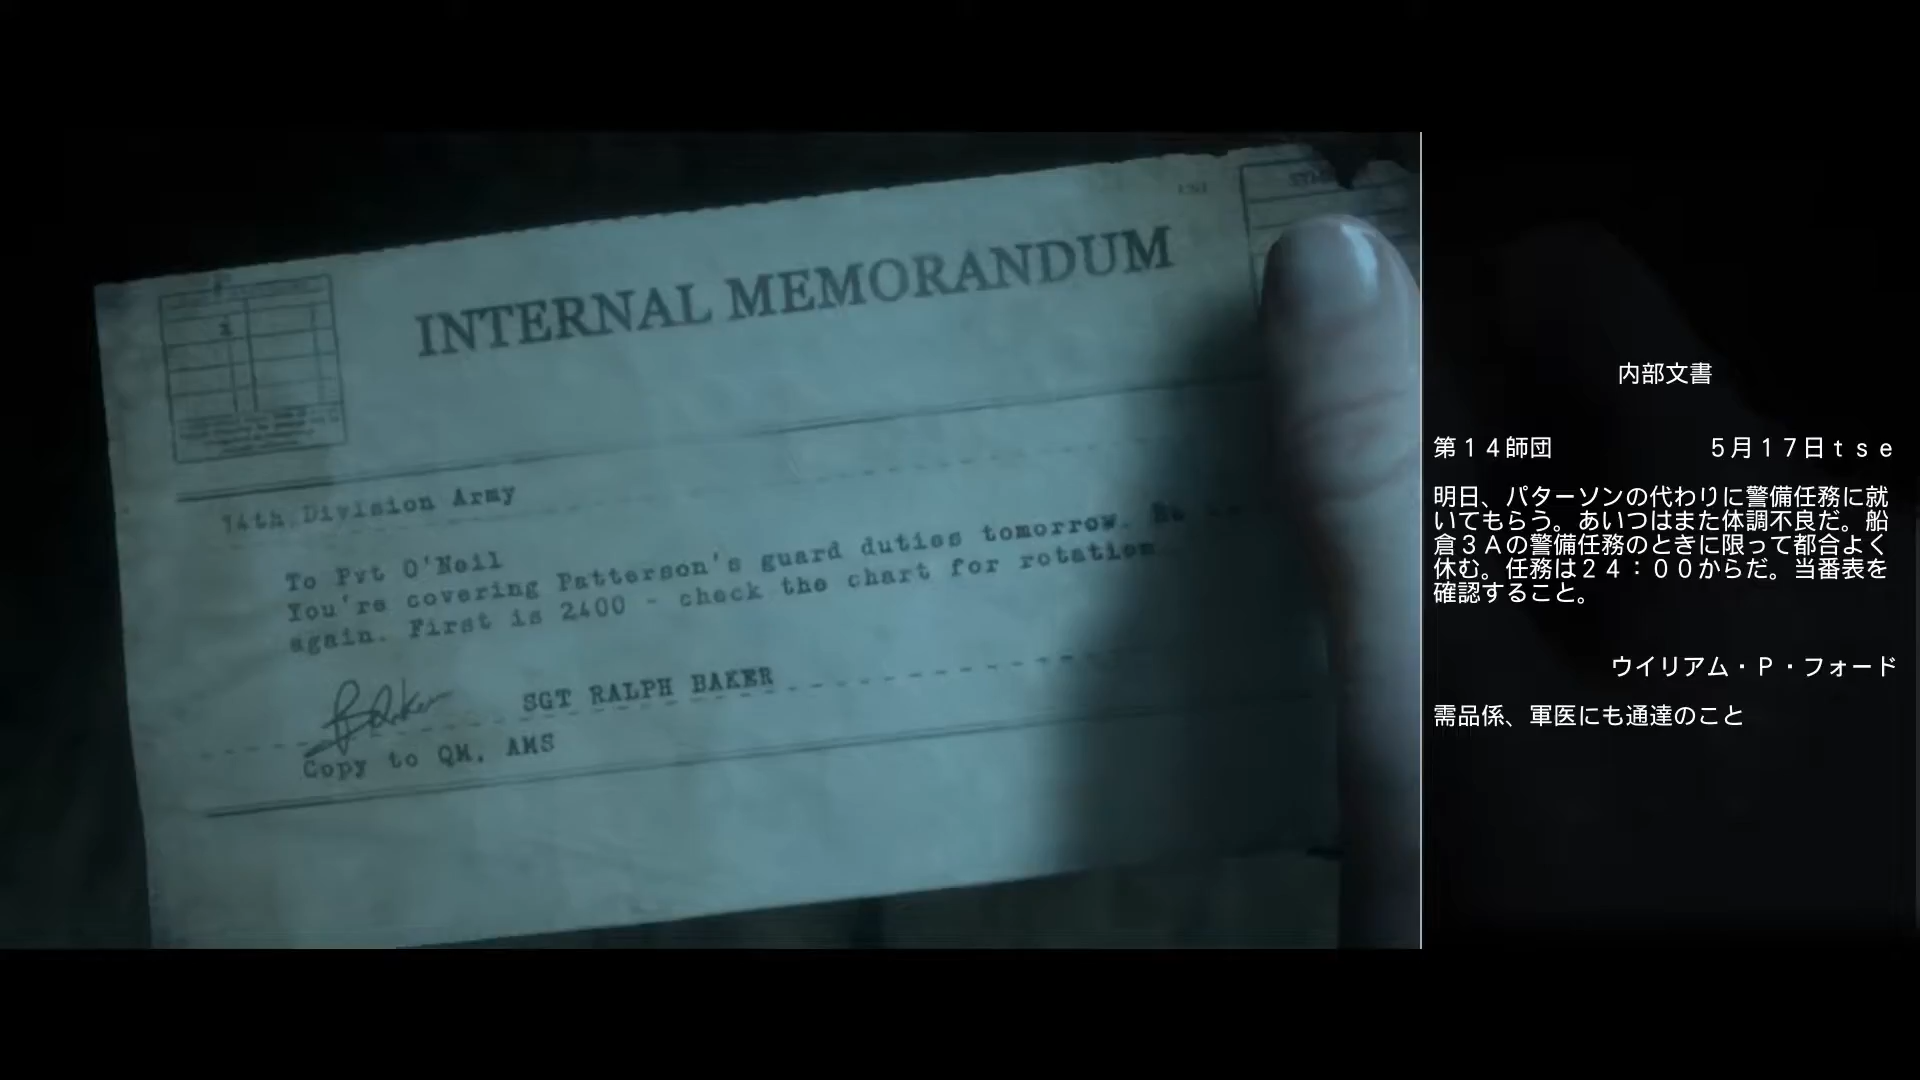 INTERNAL MEMORANDUM
14th Division Army
To Pvt O'Neil
You're covering Patterson's guard duties tomorrow.
again. First is 2400 - check the chart for rotation
SGT RALPH BAKER
Copy to QM, AMS
内部文書
第１４師団 ５月１７日ｔｓｅ
明日、パターソンの代わりに警備任務に就
いてもらう。あいつはまた体調不良だ。船
倉３Ａの警備任務のときに限って都合よく
休む。任務は２４：００からだ。当番表を
確認すること。
ウイリアム・Ｐ・フォード
需品係、軍医にも通達のこと